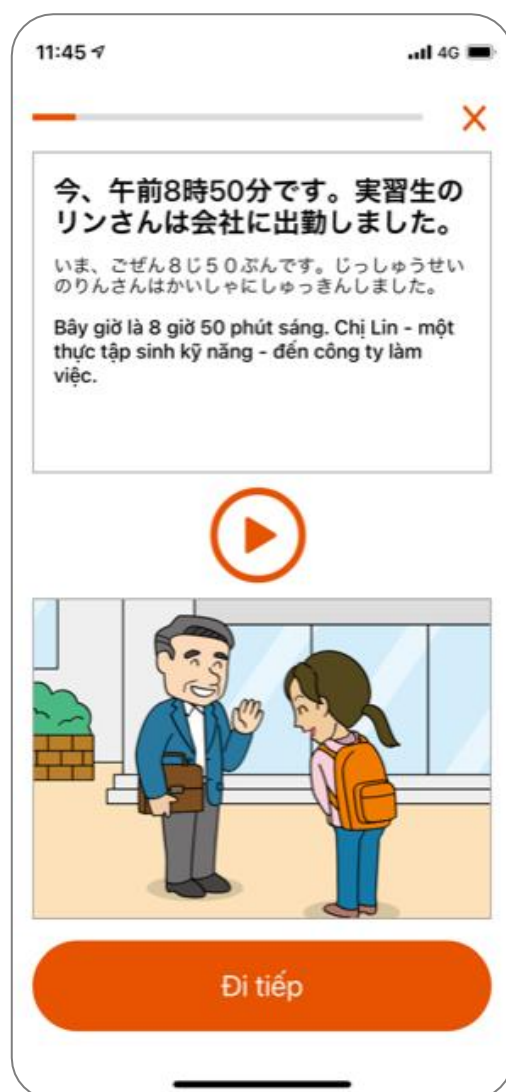 11:45
4G
今、午前8時50分です。実習生の
リンさんは会社に出勤しました。
いま、ごぜん8じ50ぷんです。じっしゅうせい
のりんさんはかいしゃにしゅっきんしました。
Bây giờ là 8 giờ 50 phút sáng. Chị Lin - một
thực tập sinh kỹ năng - đến công ty làm
việc.
Đi tiếp